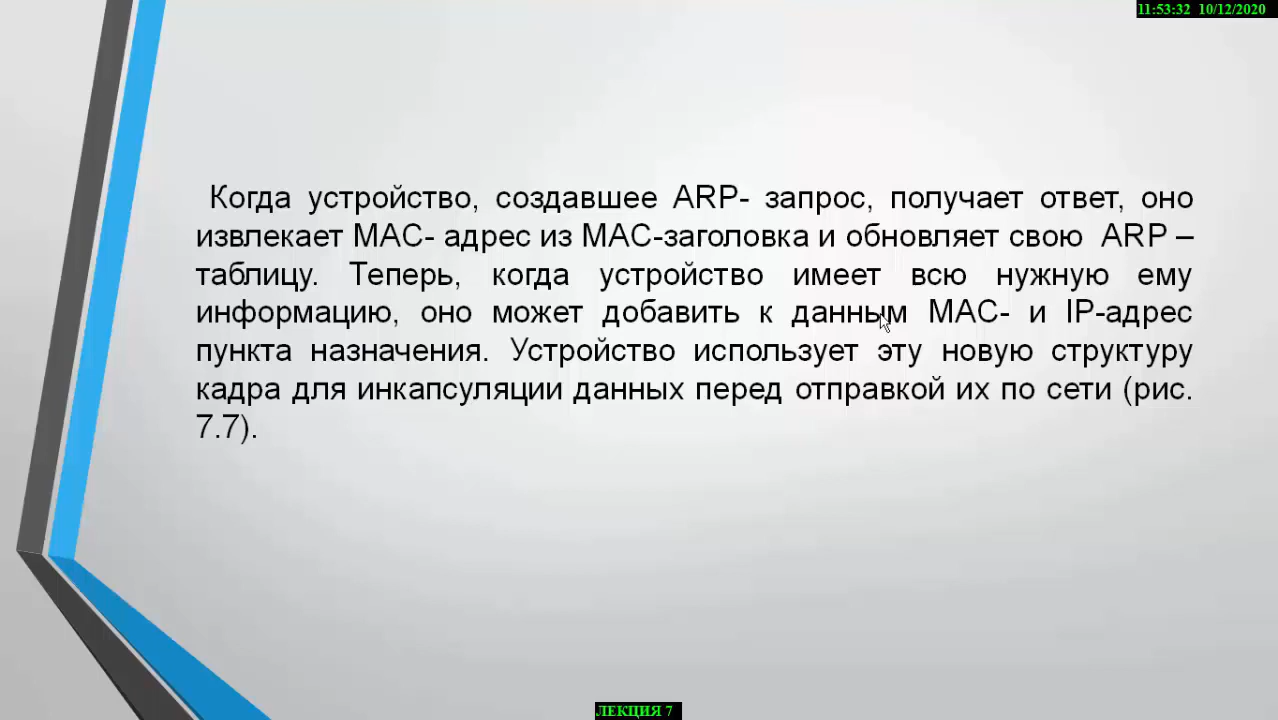 11:53:32 10/12/2020
Когда устройство, создавшее ARP- запрос, получает ответ, оно
извлекает MAC- адрес из MAC-заголовка и обновляет свою ARP –
таблицу. Теперь, когда устройство имеет всю нужную ему
информацию, оно может добавить к данным MAC- и IP-адрес
пункта назначения. Устройство использует эту новую структуру
кадра для инкапсуляции данных перед отправкой их по сети (рис.
7.7).
ЛЕКЦИЯ 7